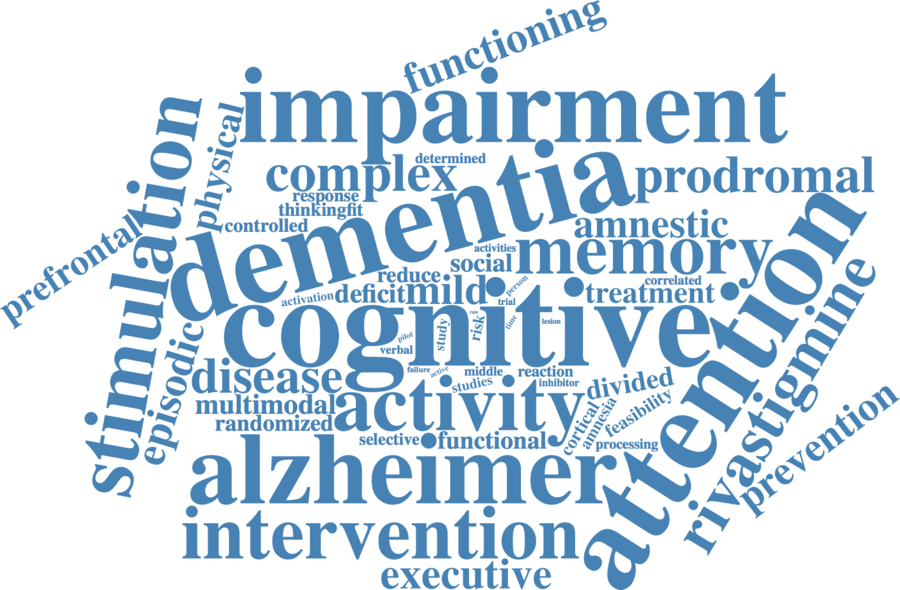 functioning
impairment
stimulation
physical
determined
complex
dementia
prodromal
response
thinkingfit
controlled
prefrontal
amnestic
activities
memory
social
reduce
correlated
activation
deficit
mild
person
trial
treatment
attention
cognitive
rivastigmine
episodic
study
risk
time
lesion
pilot
verbal
disease
failure
active
middle
reaction
studies
inhibitor
divided
multimodal
activity
randomized
cortical
amnesia
feasibility
selective
functional
processing
prevention
alzheimer
intervention
executive